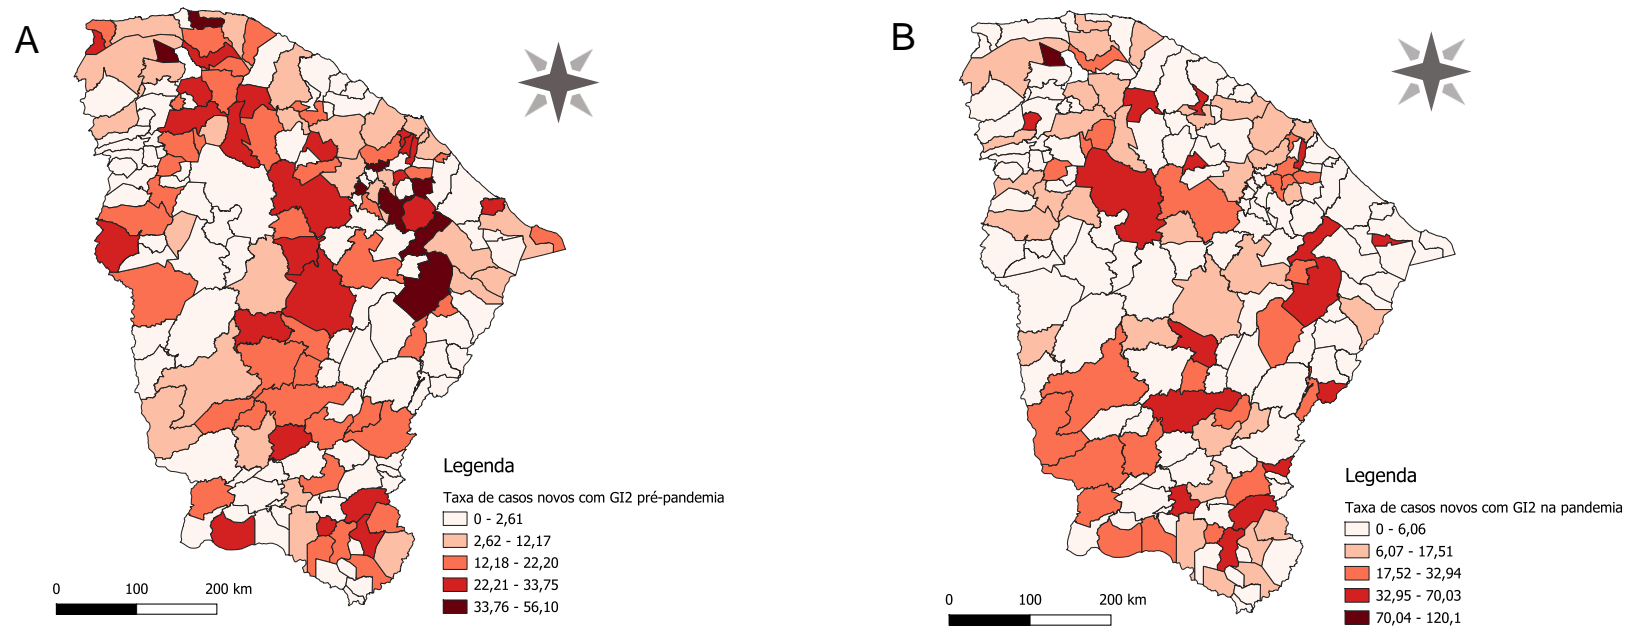 A
Legenda
Taxa de casos novos com GI2 pré-pandemia
0 - 2,61
2,62 - 12,17
12,18 - 22,20
22,21 - 33,75
33,76 - 56,10
0 100 200 km
B
Legenda
Taxa de casos novos com GI2 na pandemia
0 - 6,06
6,07 - 17,51
17,52 - 32,94
32,95 - 70,03
70,04 - 120,1
0 100 200 km